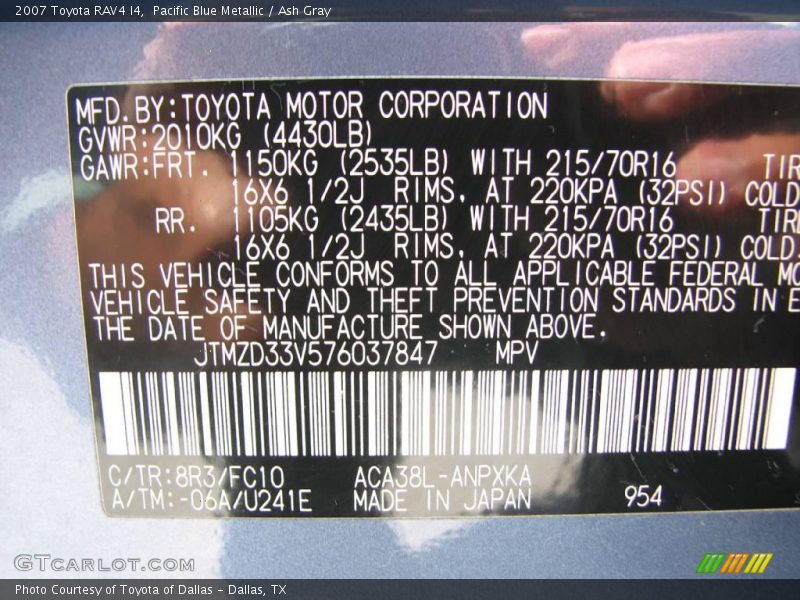 2007 Toyota RAV4 I4,  Pacific Blue Metallic / Ash Gray
MFD. BY:TOYOTA MOTOR CORPORATION
GVWR:2010KG (4430LB)
GAWR:FRT. 1150KG (2535LB) WITH 215/70R16 TIR
16X6 1/2J RIMS, AT 220KPA (32PSI) COLD
RR. 1105KG (2435LB) WITH 215/70R16 TIRE
16X6 1/2J RIMS, AT 220KPA (32PSI) COLD.
THIS VEHICLE CONFORMS TO ALL APPLICABLE FEDERAL MO
VEHICLE SAFETY AND THEFT PREVENTION STANDARDS IN E
THE DATE OF MANUFACTURE SHOWN ABOVE.
JTMZD33V576037847 MPV
C/TR:8R3/FC10 ACA38L-ANPXKA
A/TM:-06A/U241E MADE IN JAPAN 954
GTCARLOT.COM
Photo Courtesy of Toyota of Dallas - Dallas, TX